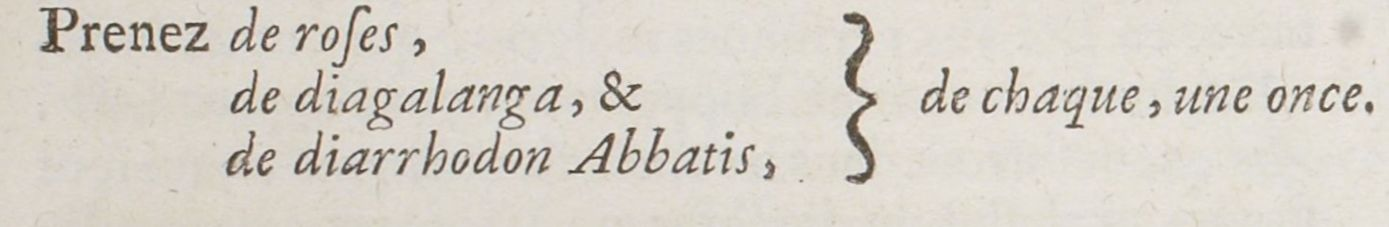 Prenez de roſes,
de diagalanga, &
de diarrhodon Abbatis,
de chaque, une once.